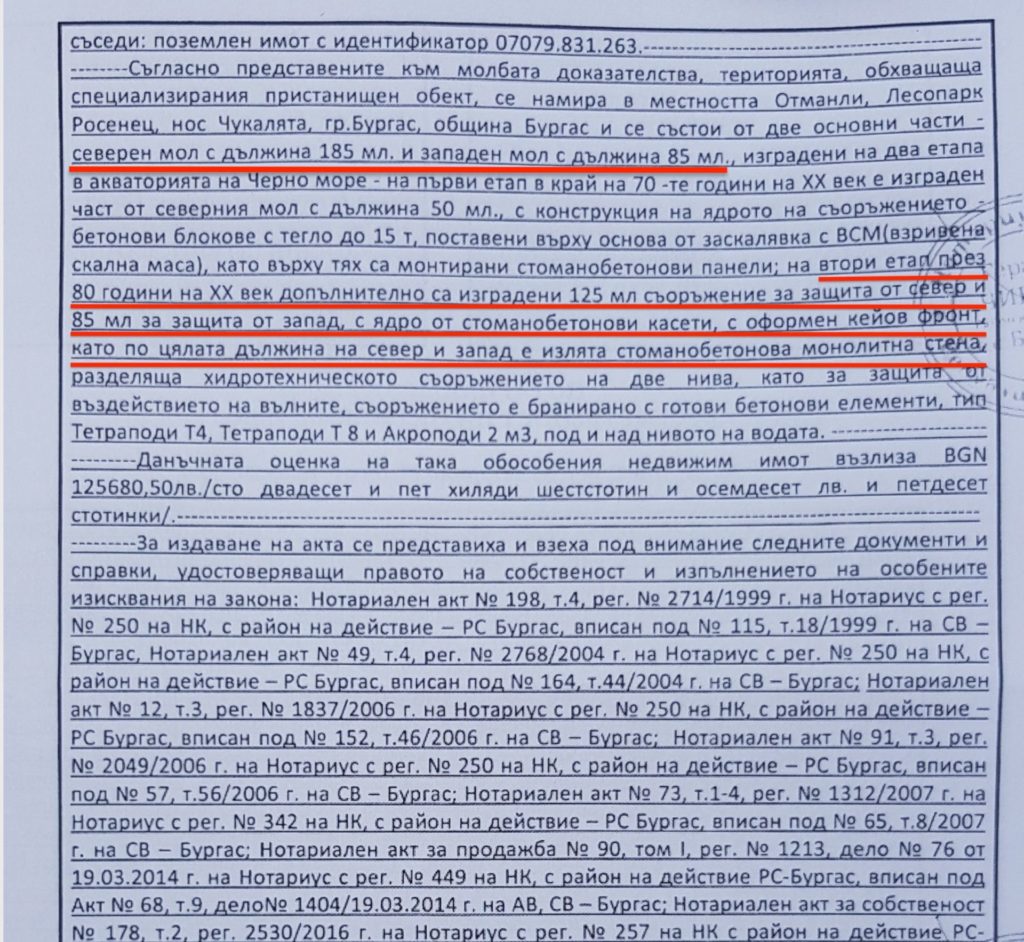 съседи: поземлен имот с идентификатор 07079.831.263.------------------------------------
--------Съгласно представените към молбата доказателства, територията, обхващаща
специализирания пристанищен обект, се намира в местността Отманли, Лесопарк
Росенец, нос Чукалята, гр.Бургас, община Бургас и се състои от две основни части -
северен мол с дължина 185 мл. и западен мол с дължина 85 мл., изградени на два етапа
в акваторията на Черно море - на първи етап в край на 70 -те години на ХХ век е изграден
част от северния мол с дължина 50 мл., с конструкция на ядрото на съоръжението -
бетонови блокове с тегло до 15 т, поставени върху основа от заскалявка с ВСМ(взривена
скална маса), като върху тях са монтирани стоманобетонови панели; на втори етап през
80 години на ХХ век допълнително са изградени 125 мл съоръжение за защита от север и
85 мл за защита от запад, с ядро от стоманобетонови касети, с оформен кейов фронт,
като по цялата дължина на север и запад е излята стоманобетонова монолитна стена,
разделяща хидротехническото съоръжението на две нива, като за защита от
въздействието на вълните, съоръжението е бранирано с готови бетонови елементи, тип
Тетраподи Т4, Тетраподи Т 8 и Акроподи 2 м3, под и над нивото на водата. -----------------
--------Данъчната оценка на така обособения недвижим имот възлиза BGN
125680,50лв./сто двадесет и пет хиляди шестстотин и осемдесет лв. и петдесет
стотинки/.---------------------------------------------------------------------------------
--------За издаване на акта се представиха и взеха под внимание следните документи и
справки, удостоверяващи правото на собственост и изпълнението на особените
изисквания на закона: Нотариален акт № 198, т.4, рег. № 2714/1999 г. на Нотариус с рег.
№ 250 на НК, с район на действие – РС Бургас, вписан под № 115, т.18/1999 г. на СВ –
Бургас, Нотариален акт № 49, т.4, рег. № 2768/2004 г. на Нотариус с рег. № 250 на НК, с
район на действие – РС Бургас, вписан под № 164, т.44/2004 г. на СВ – Бургас; Нотариален
акт № 12, т.3, рег. № 1837/2006 г. на Нотариус с рег. № 250 на НК, с район на действие –
РС Бургас, вписан под № 152, т.46/2006 г. на СВ – Бургас; Нотариален акт № 91, т.3, рег.
№ 2049/2006 г. на Нотариус с рег. № 250 на НК, с район на действие – РС Бургас, вписан
под № 57, т.56/2006 г. на СВ – Бургас; Нотариален акт № 73, т.1-4, рег. № 1312/2007 г. на
Нотариус с рег. № 342 на НК, с район на действие – РС Бургас, вписан под № 65, т.8/2007
г. на СВ – Бургас; Нотариален акт за продажба № 90, том I, рег. № 1213, дело № 76 от
19.03.2014 г. на Нотариус с рег. № 449 на НК, с район на действие РС-Бургас, вписан под
Акт № 68, т.9, дело№ 1404/19.03.2014 г. на АВ, СВ – Бургас; Нотариален акт за собственост
№ 178, т.2, рег. 2530/2016 г. на Нотариус с рег. № 257 на НК с район на действие РС-